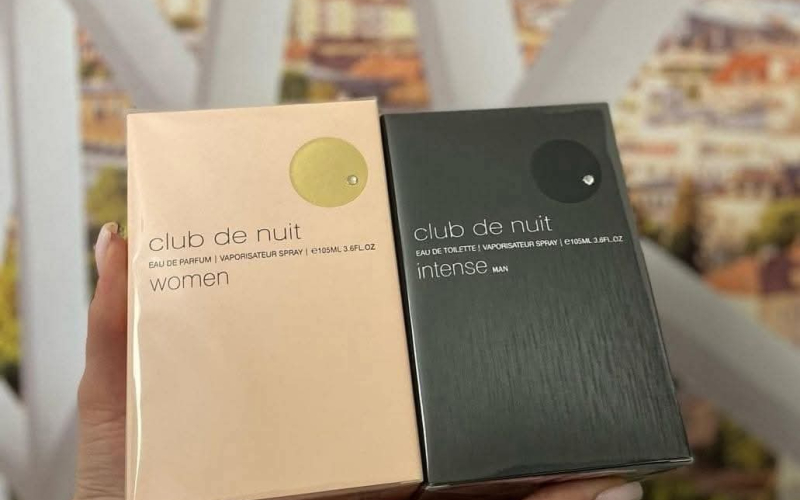 club de nuit
EAU DE PARFUM | VAPORISATEUR SPRAY | ℮105ML 3.6FL.OZ
women
club de nuit
EAU DE TOILETTE | VAPORISATEUR SPRAY | ℮105ML 3.6FL.OZ
intense MAN